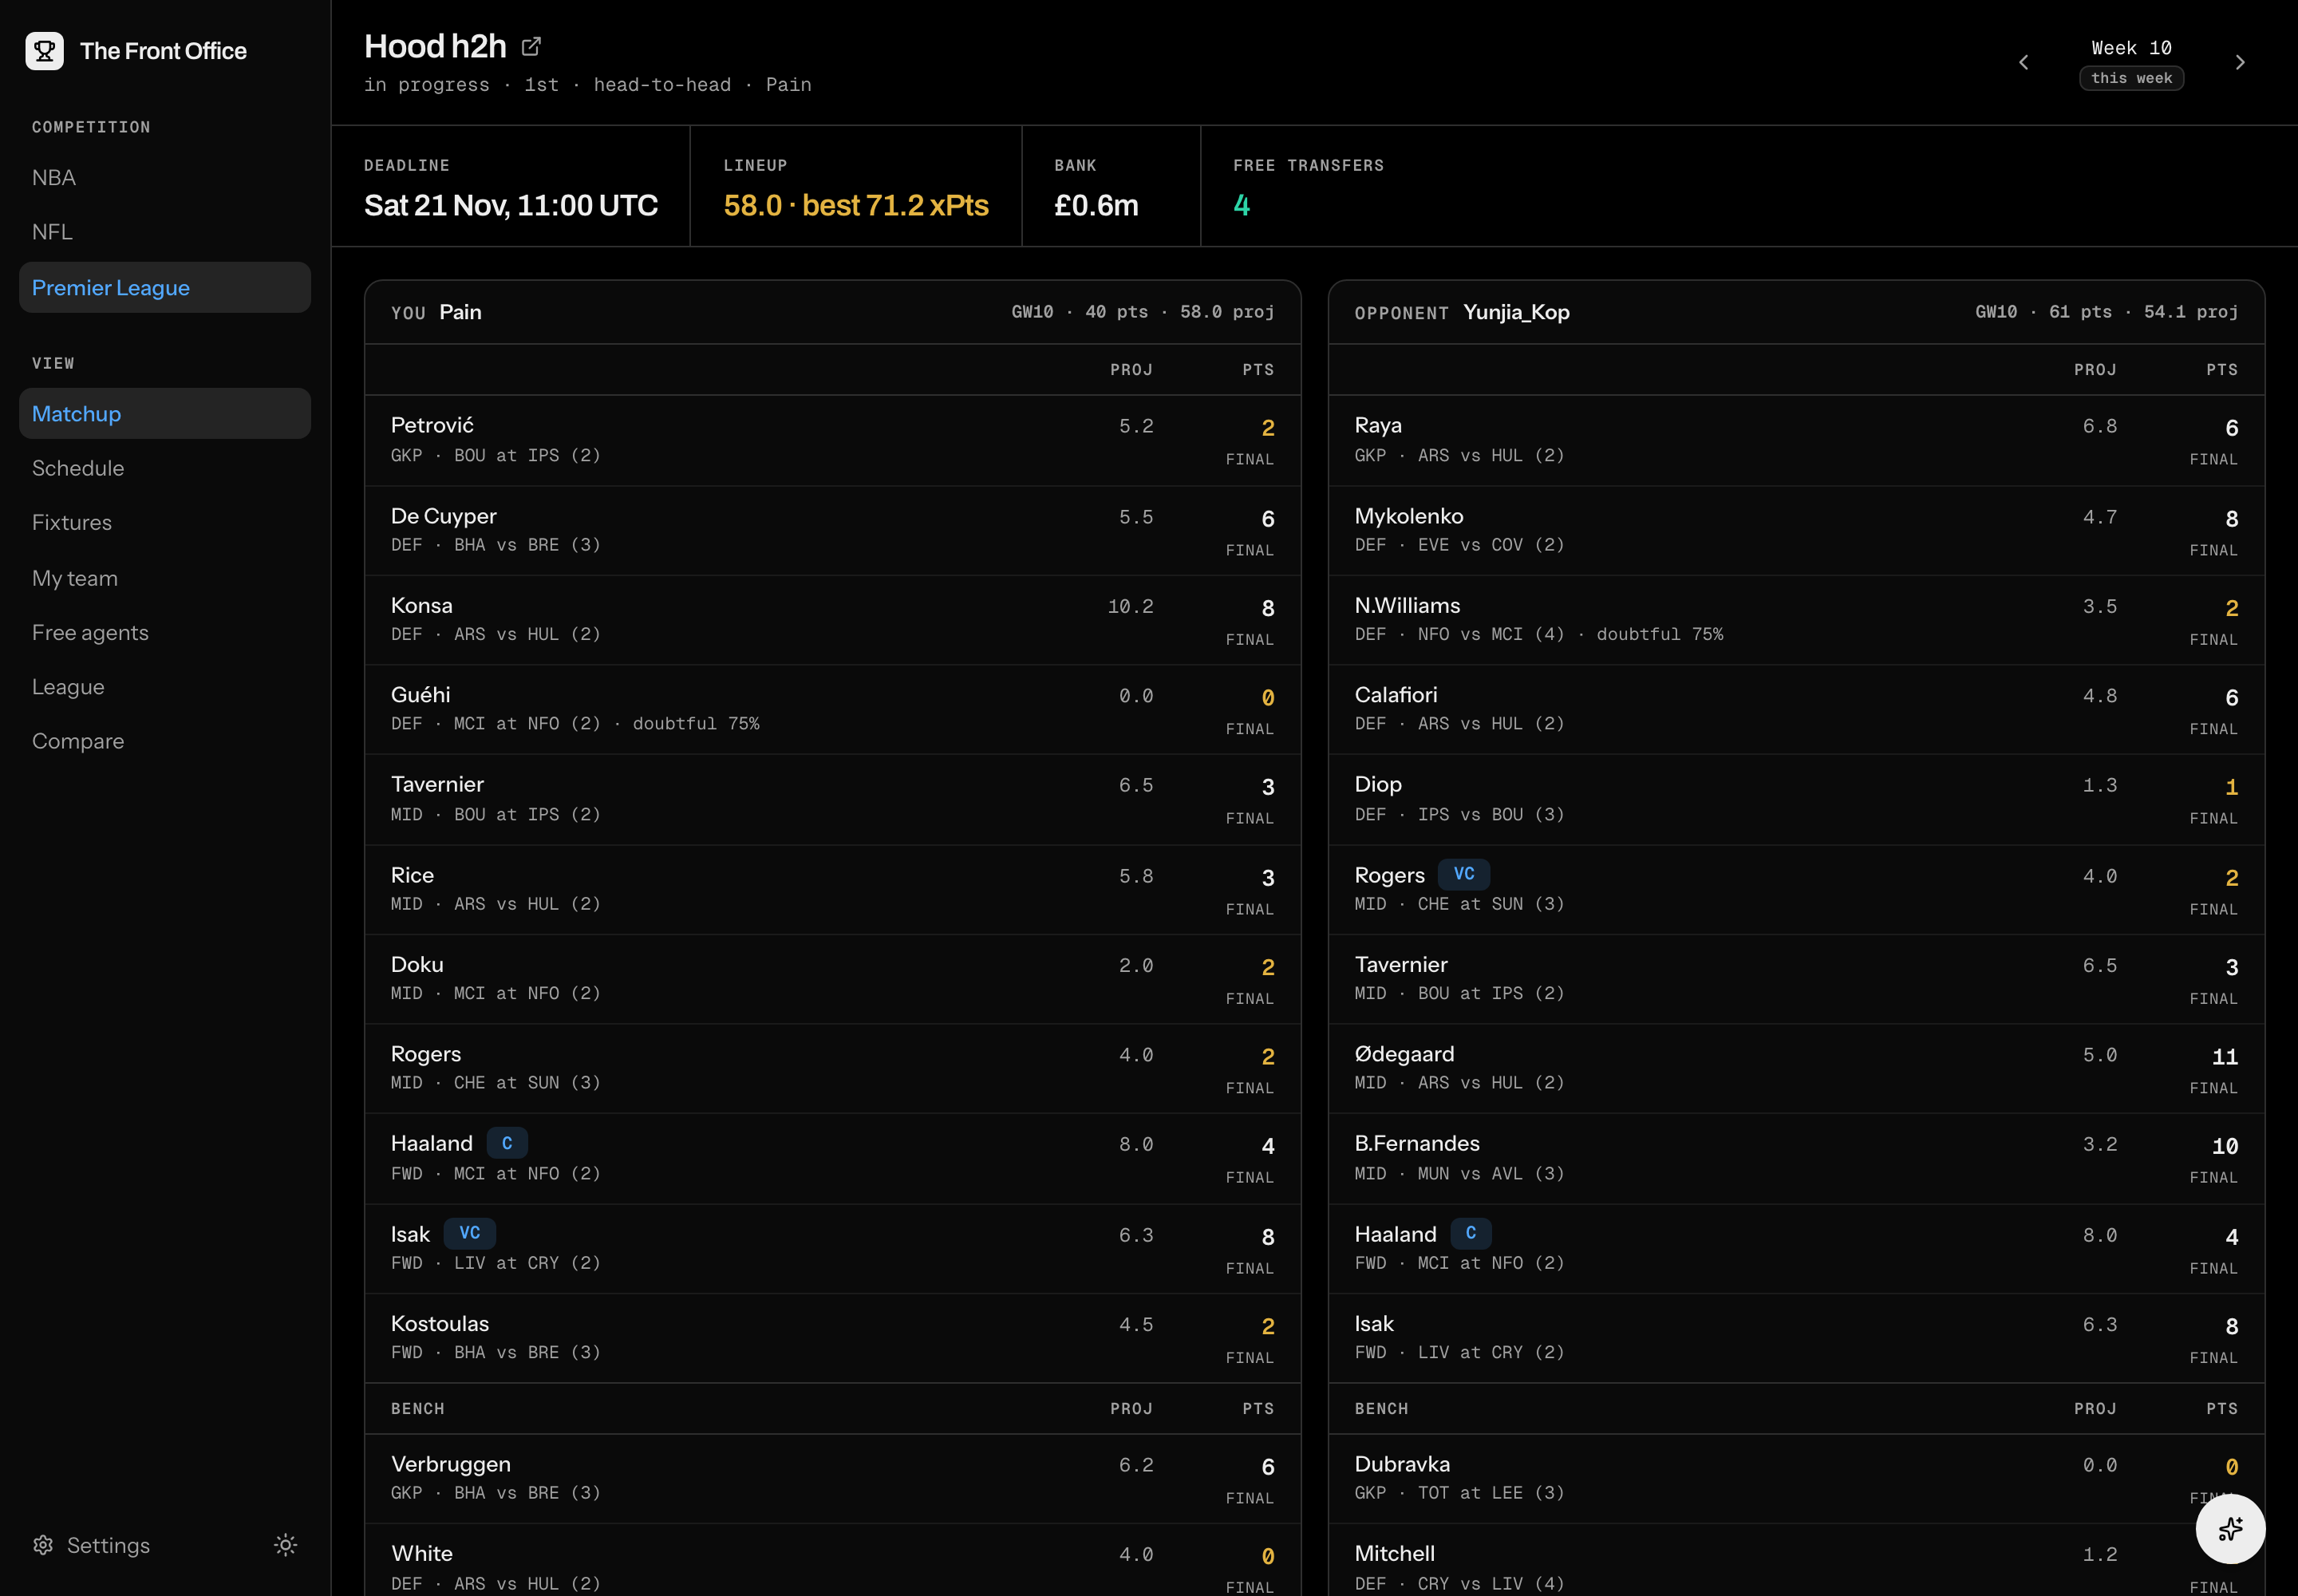 The Front Office
COMPETITION
NBA
NFL
Premier League
VIEW
Matchup
Schedule
Fixtures
My team
Free agents
League
Compare
Settings
Hood h2h
in progress · 1st · head-to-head · Pain
Week 10
this week
DEADLINE
Sat 21 Nov, 11:00 UTC
LINEUP
58.0 · best 71.2 xPts
BANK
£0.6m
FREE TRANSFERS
4
YOU Pain GW10 · 40 pts · 58.0 proj
PROJ PTS
Petrović 5.2 2
GKP · BOU at IPS (2) FINAL
De Cuyper 5.5 6
DEF · BHA vs BRE (3) FINAL
Konsa 10.2 8
DEF · ARS vs HUL (2) FINAL
Guéhi 0.0 0
DEF · MCI at NFO (2) · doubtful 75% FINAL
Tavernier 6.5 3
MID · BOU at IPS (2) FINAL
Rice 5.8 3
MID · ARS vs HUL (2) FINAL
Doku 2.0 2
MID · MCI at NFO (2) FINAL
Rogers 4.0 2
MID · CHE at SUN (3) FINAL
Haaland C 8.0 4
FWD · MCI at NFO (2) FINAL
Isak VC 6.3 8
FWD · LIV at CRY (2) FINAL
Kostoulas 4.5 2
FWD · BHA vs BRE (3) FINAL
BENCH PROJ PTS
Verbruggen 6.2 6
GKP · BHA vs BRE (3) FINAL
White 4.0 0
DEF · ARS vs HUL (2) FINAL
OPPONENT Yunjia_Kop GW10 · 61 pts · 54.1 proj
PROJ PTS
Raya 6.8 6
GKP · ARS vs HUL (2) FINAL
Mykolenko 4.7 8
DEF · EVE vs COV (2) FINAL
N.Williams 3.5 2
DEF · NFO vs MCI (4) · doubtful 75% FINAL
Calafiori 4.8 6
DEF · ARS vs HUL (2) FINAL
Diop 1.3 1
DEF · IPS vs BOU (3) FINAL
Rogers VC 4.0 2
MID · CHE at SUN (3) FINAL
Tavernier 6.5 3
MID · BOU at IPS (2) FINAL
Ødegaard 5.0 11
MID · ARS vs HUL (2) FINAL
B.Fernandes 3.2 10
MID · MUN vs AVL (3) FINAL
Haaland C 8.0 4
FWD · MCI at NFO (2) FINAL
Isak 6.3 8
FWD · LIV at CRY (2) FINAL
BENCH PROJ PTS
Dubravka 0.0 0
GKP · TOT at LEE (3) FINAL
Mitchell 1.2
DEF · CRY vs LIV (4) FINAL